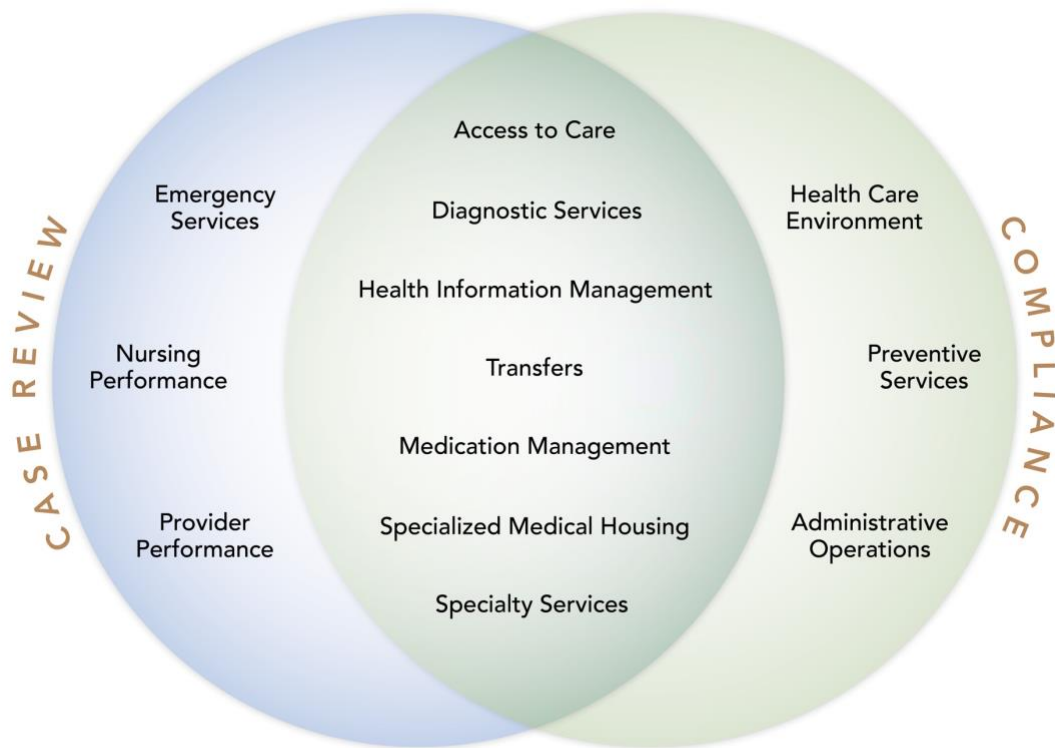 CASE REVIEW
Emergency
Services
Nursing
Performance
Provider
Performance
Access to Care
Diagnostic Services
Health Information Management
Transfers
Medication Management
Specialized Medical Housing
Specialty Services
Health Care
Environment
Preventive
Services
Administrative
Operations
COMPLIANCE